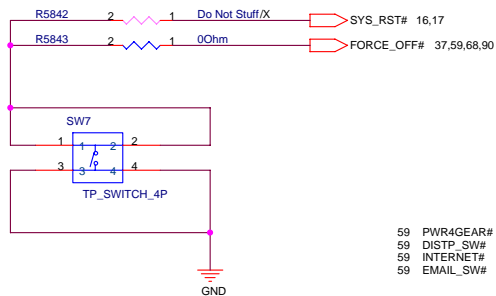 R5842 2 1 Do Not Stuff/X SYS_RST# 16,17
R5843 2 1 0Ohm FORCE_OFF# 37,59,68,90
SW7
1 1 2 2
3 3 4 4
TP_SWITCH_4P
GND
59 PWR4GEAR#
59 DISTP_SW#
59 INTERNET#
59 EMAIL_SW#